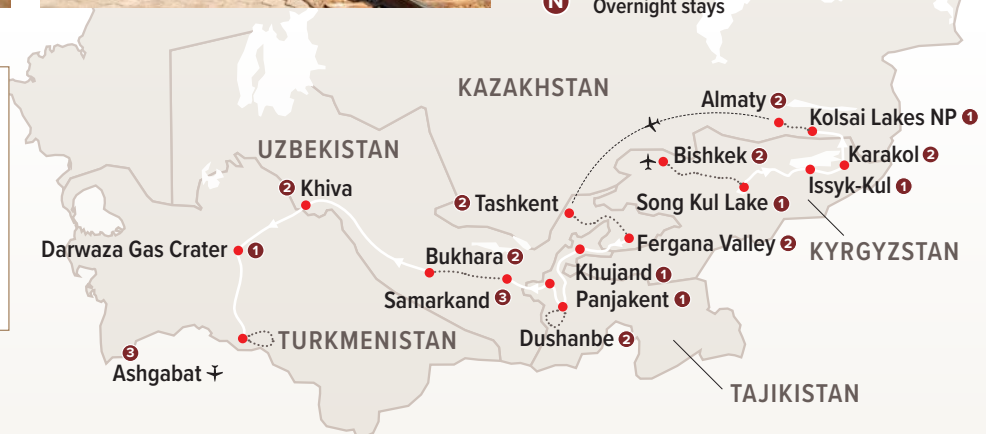 N Overnight stays
KAZAKHSTAN
Almaty 2
Kolsai Lakes NP 1
UZBEKISTAN
Bishkek 2
Karakol 2
2 Khiva
Issyk-Kul 1
2 Tashkent
Song Kul Lake 1
Darwaza Gas Crater 1
Fergana Valley 2
KYRGYZSTAN
Bukhara 2
Khujand 1
Samarkand 3
Panjakent 1
TURKMENISTAN
Dushanbe 2
3
Ashgabat
TAJIKISTAN